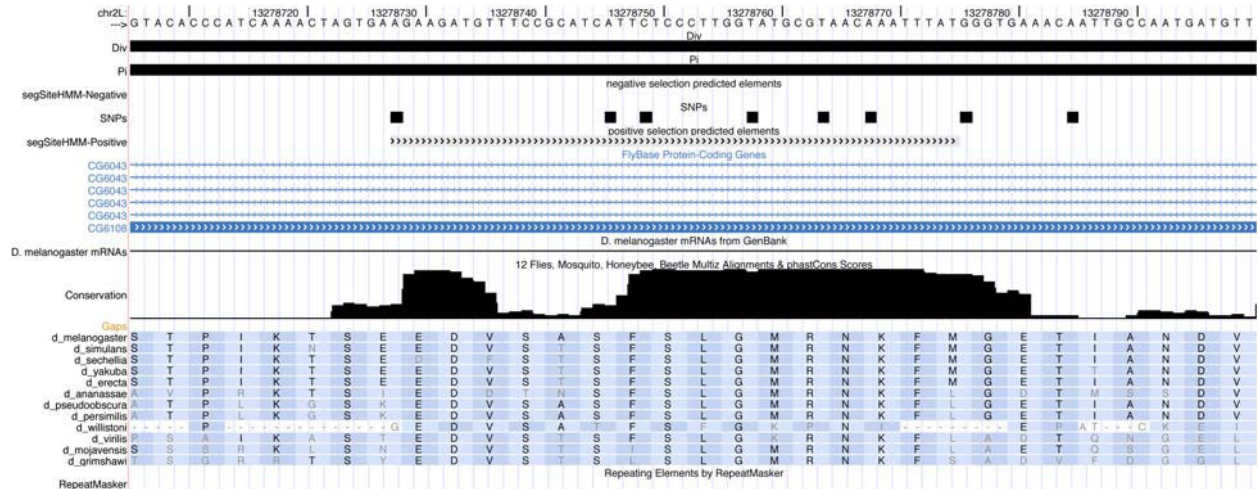 chr2L: 13278720 13278730 13278740 13278750 13278760 13278770 13278780 13278790
---> G T A C A C C C A T C A A A A C T A G T G A A G A A G A T G T T T C C G C A T C A T T C T C C C T T G G T A T G C G T A A C A A A T T T A T G G G T G A A A C A A T T G C C A A T G A T G T T
Div
Div
Pi
Pi
negative selection predicted elements
segSiteHMM-Negative
SNPs
SNPs
positive selection predicted elements
segSiteHMM-Positive
FlyBase Protein-Coding Genes
CG6043
CG6043
CG6043
CG6043
CG6043
CG6108
D. melanogaster mRNAs from GenBank
D. melanogaster mRNAs
12 Flies, Mosquito, Honeybee, Beetle Multiz Alignments & phastCons Scores
Conservation
Gaps
d_melanogaster S T P I K T S E E D V S A S F S L G M R N K F M G E T I A N D V
d_simulans S T P I K N S E E D V S T S F S L G M R N K F M G E T I A N D V
d_sechellia S T P I K T S E D D F S T S F S L G M R N K F M G E T I A N D V
d_yakuba S T P I K T S E E D V S T S F S L G M R N K F M G E T T A N D V
d_erecta S T P I K T S E E D V S T S F S L G M R N K F M G E T I A N D V
d_ananassae A V P R K T S I E D D T N S F S L G M R N K F L G D T M S S D V
d_pseudoobscura A T P L K G S K E D V S A S F S L G M R N K F L G E T I A N D V
d_persimilis A T P L K G S K E D V S A S F S L G M R N K F L G E T I A N D V
d_willistoni - - - - - P - - - - - - - - - - - - - - G E D V S A T F S F G K P N I - - - - - - - - - E P A T - - - C K E I
d_virilis P S A I K A S T E D V S T S F S L G K R N K F L A D T Q N G E L
d_mojavensis S S S R K L S N E D V S T S I S L G M R N K F L A E T Q S G E L
d_grimshawi T S G R R T S Y E D V S T S L S L G M R N K F S A D V F D G G L
Repeating Elements by RepeatMasker
RepeatMasker